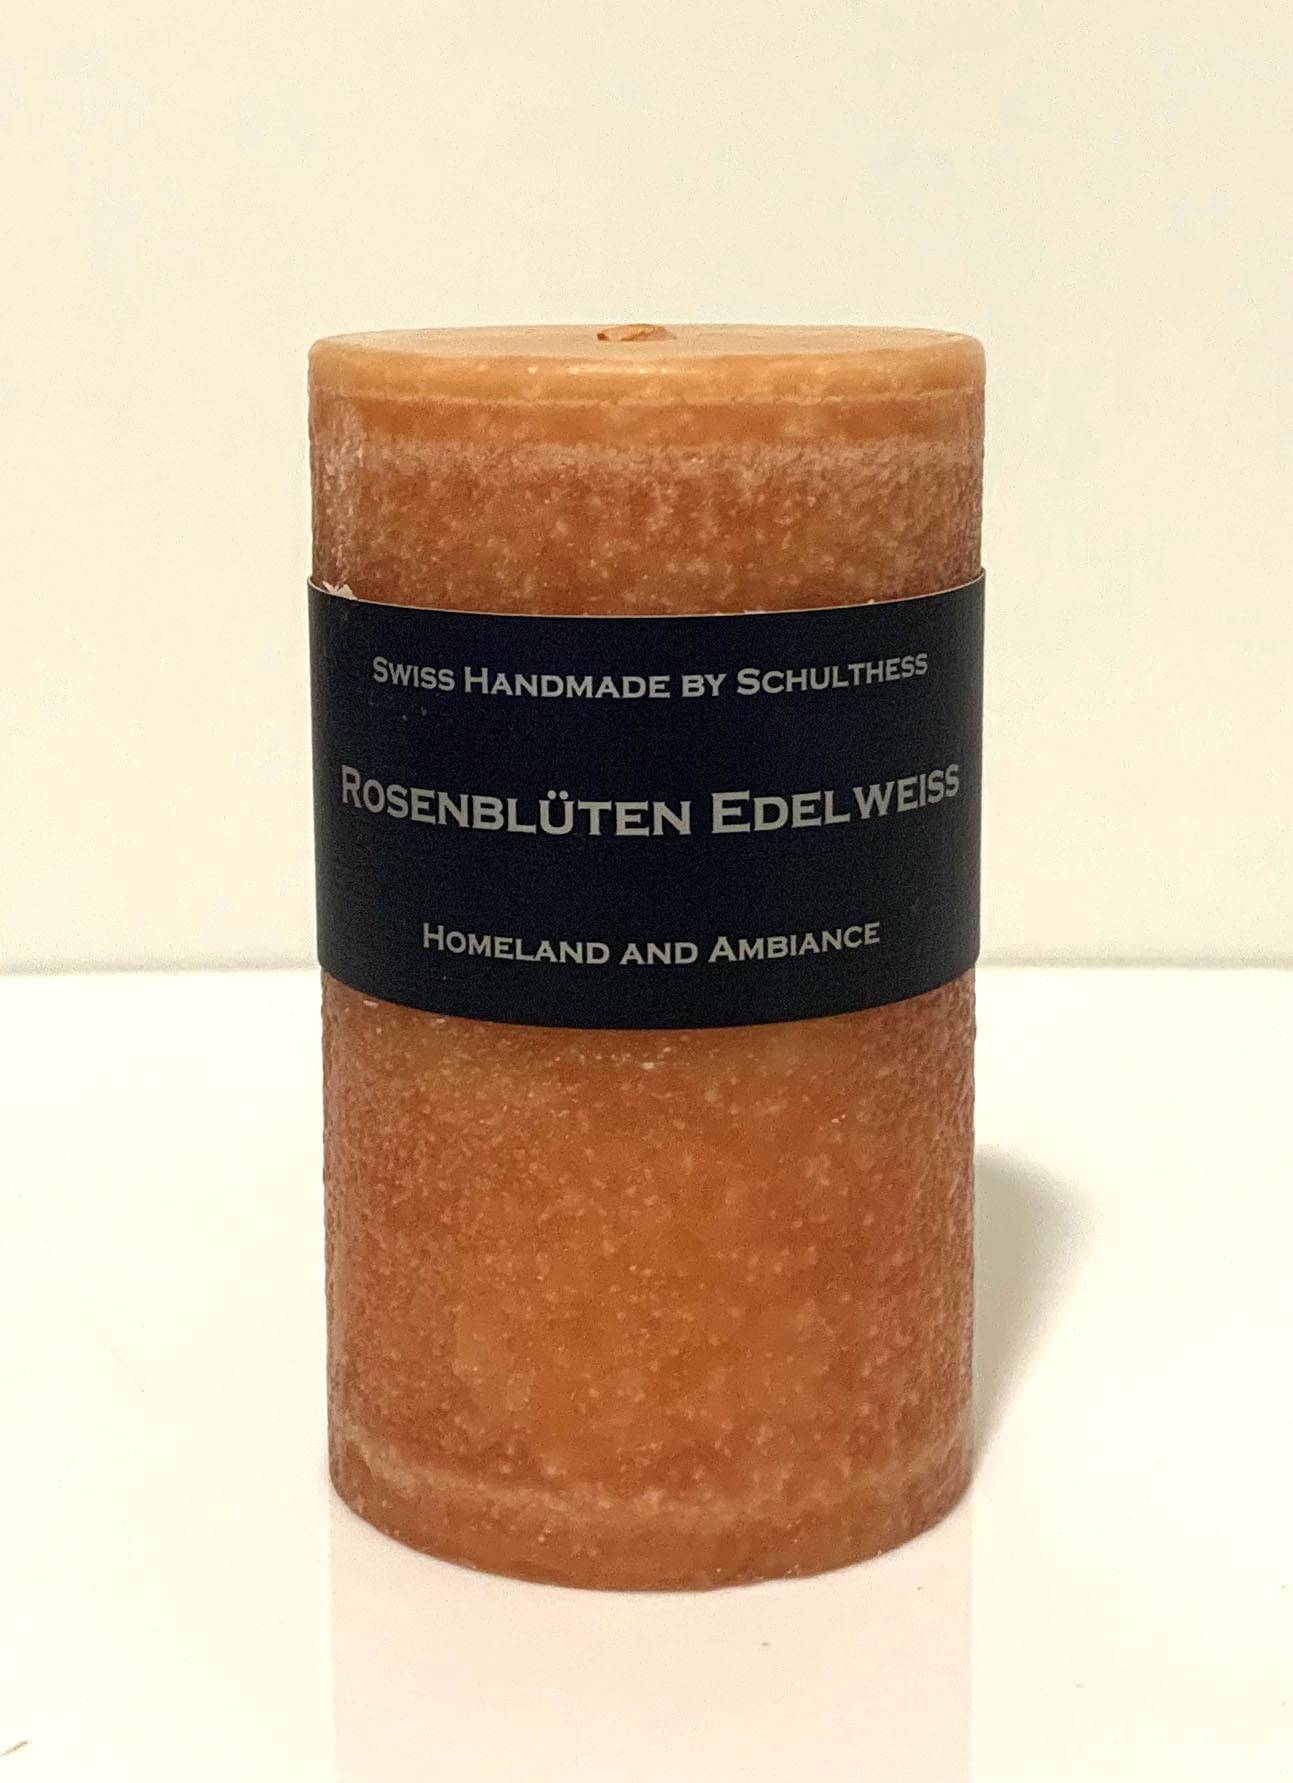 Swiss Handmade by Schulthess
Rosenblüten Edelweiss
Homeland and Ambiance